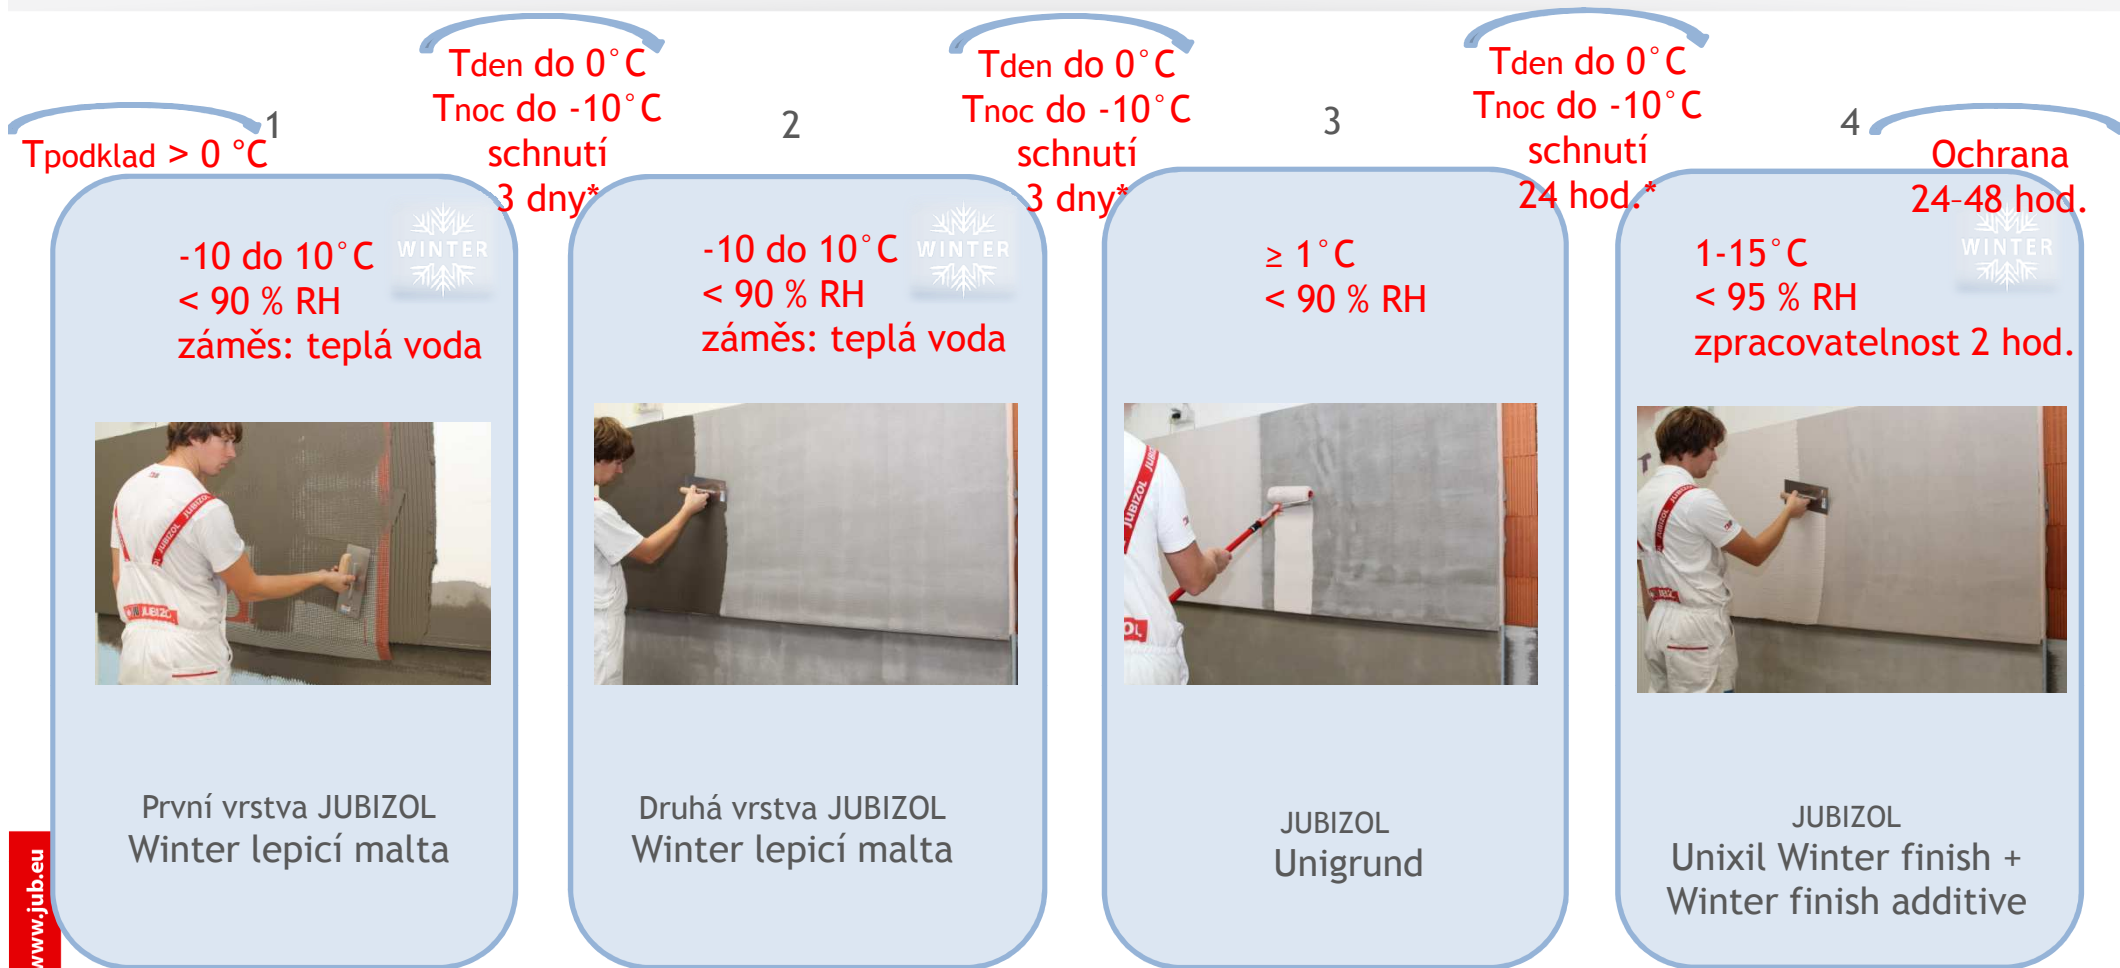 Tpodklad > 0 °C
1
-10 do 10°C
< 90 % RH
záměs: teplá voda
WINTER
První vrstva JUBIZOL
Winter lepicí malta
Tden do 0°C
Tnoc do -10°C
schnutí
3 dny*
2
-10 do 10°C
< 90 % RH
záměs: teplá voda
WINTER
Druhá vrstva JUBIZOL
Winter lepicí malta
Tden do 0°C
Tnoc do -10°C
schnutí
3 dny*
3
≥ 1°C
< 90 % RH
JUBIZOL
JUBIZOL
Unigrund
Tden do 0°C
Tnoc do -10°C
schnutí
24 hod.*
4
1-15°C
< 95 % RH
zpracovatelnost 2 hod.
WINTER
JUBIZOL
Unixil Winter finish +
Winter finish additive
Ochrana
24-48 hod.
www.jub.eu